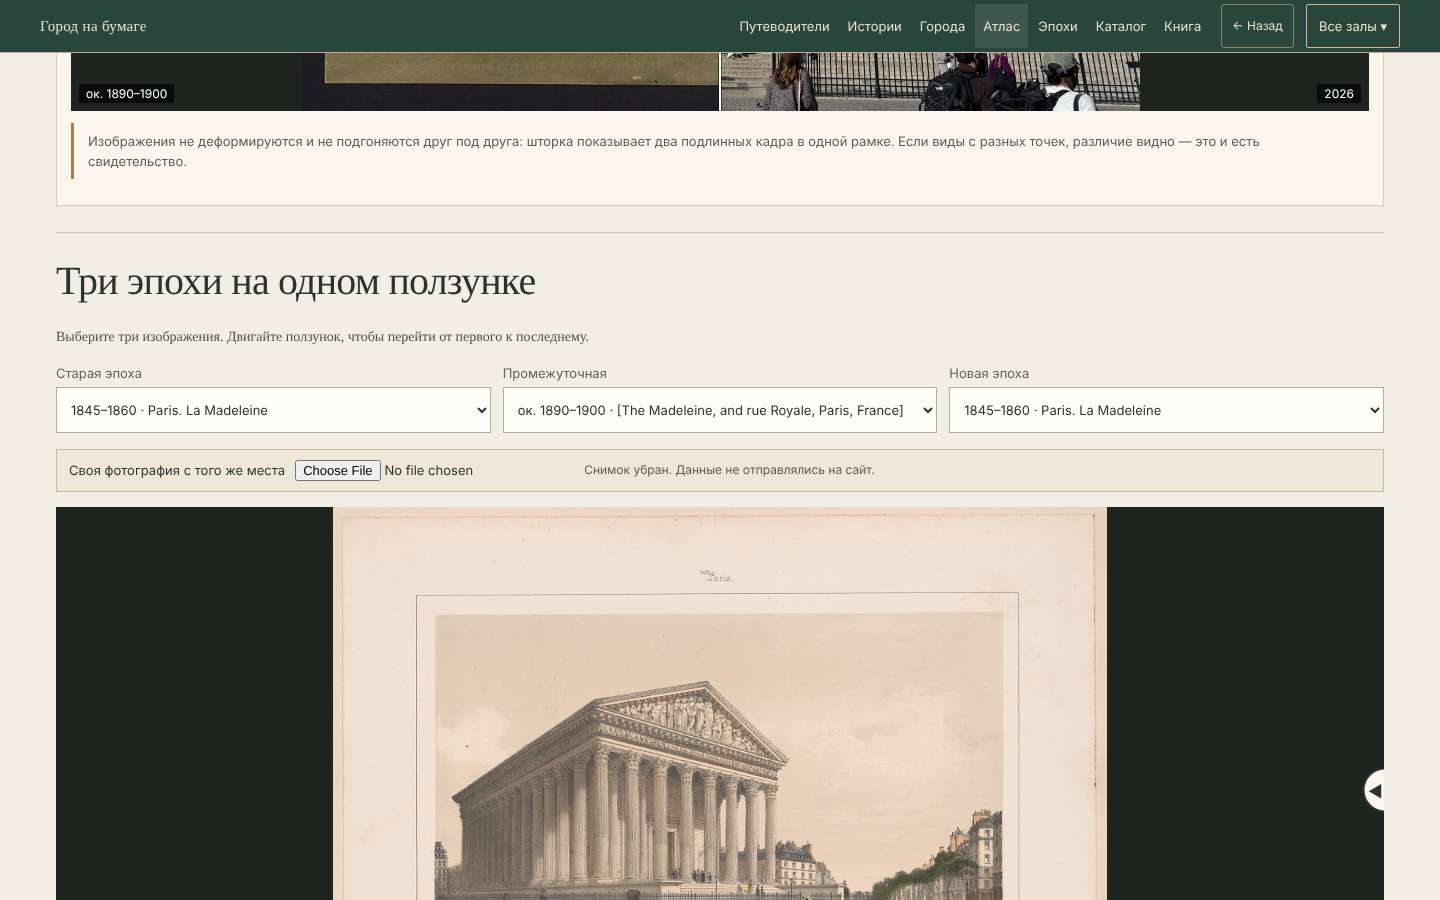 Город на бумаге
Путеводители
Истории
Города
Атлас
Эпохи
Каталог
Книга
← Назад
Все залы ▾
ок. 1890–1900
2026
Изображения не деформируются и не подгоняются друг под друга: шторка показывает два подлинных кадра в одной рамке. Если виды с разных точек, различие видно — это и есть
свидетельство.
Три эпохи на одном ползунке
Выберите три изображения. Двигайте ползунок, чтобы перейти от первого к последнему.
Старая эпоха
Промежуточная
Новая эпоха
1845–1860 · Paris. La Madeleine
ок. 1890–1900 · [The Madeleine, and rue Royale, Paris, France]
1845–1860 · Paris. La Madeleine
Своя фотография с того же места
Choose File
No file chosen
Снимок убран. Данные не отправлялись на сайт.
Paris.